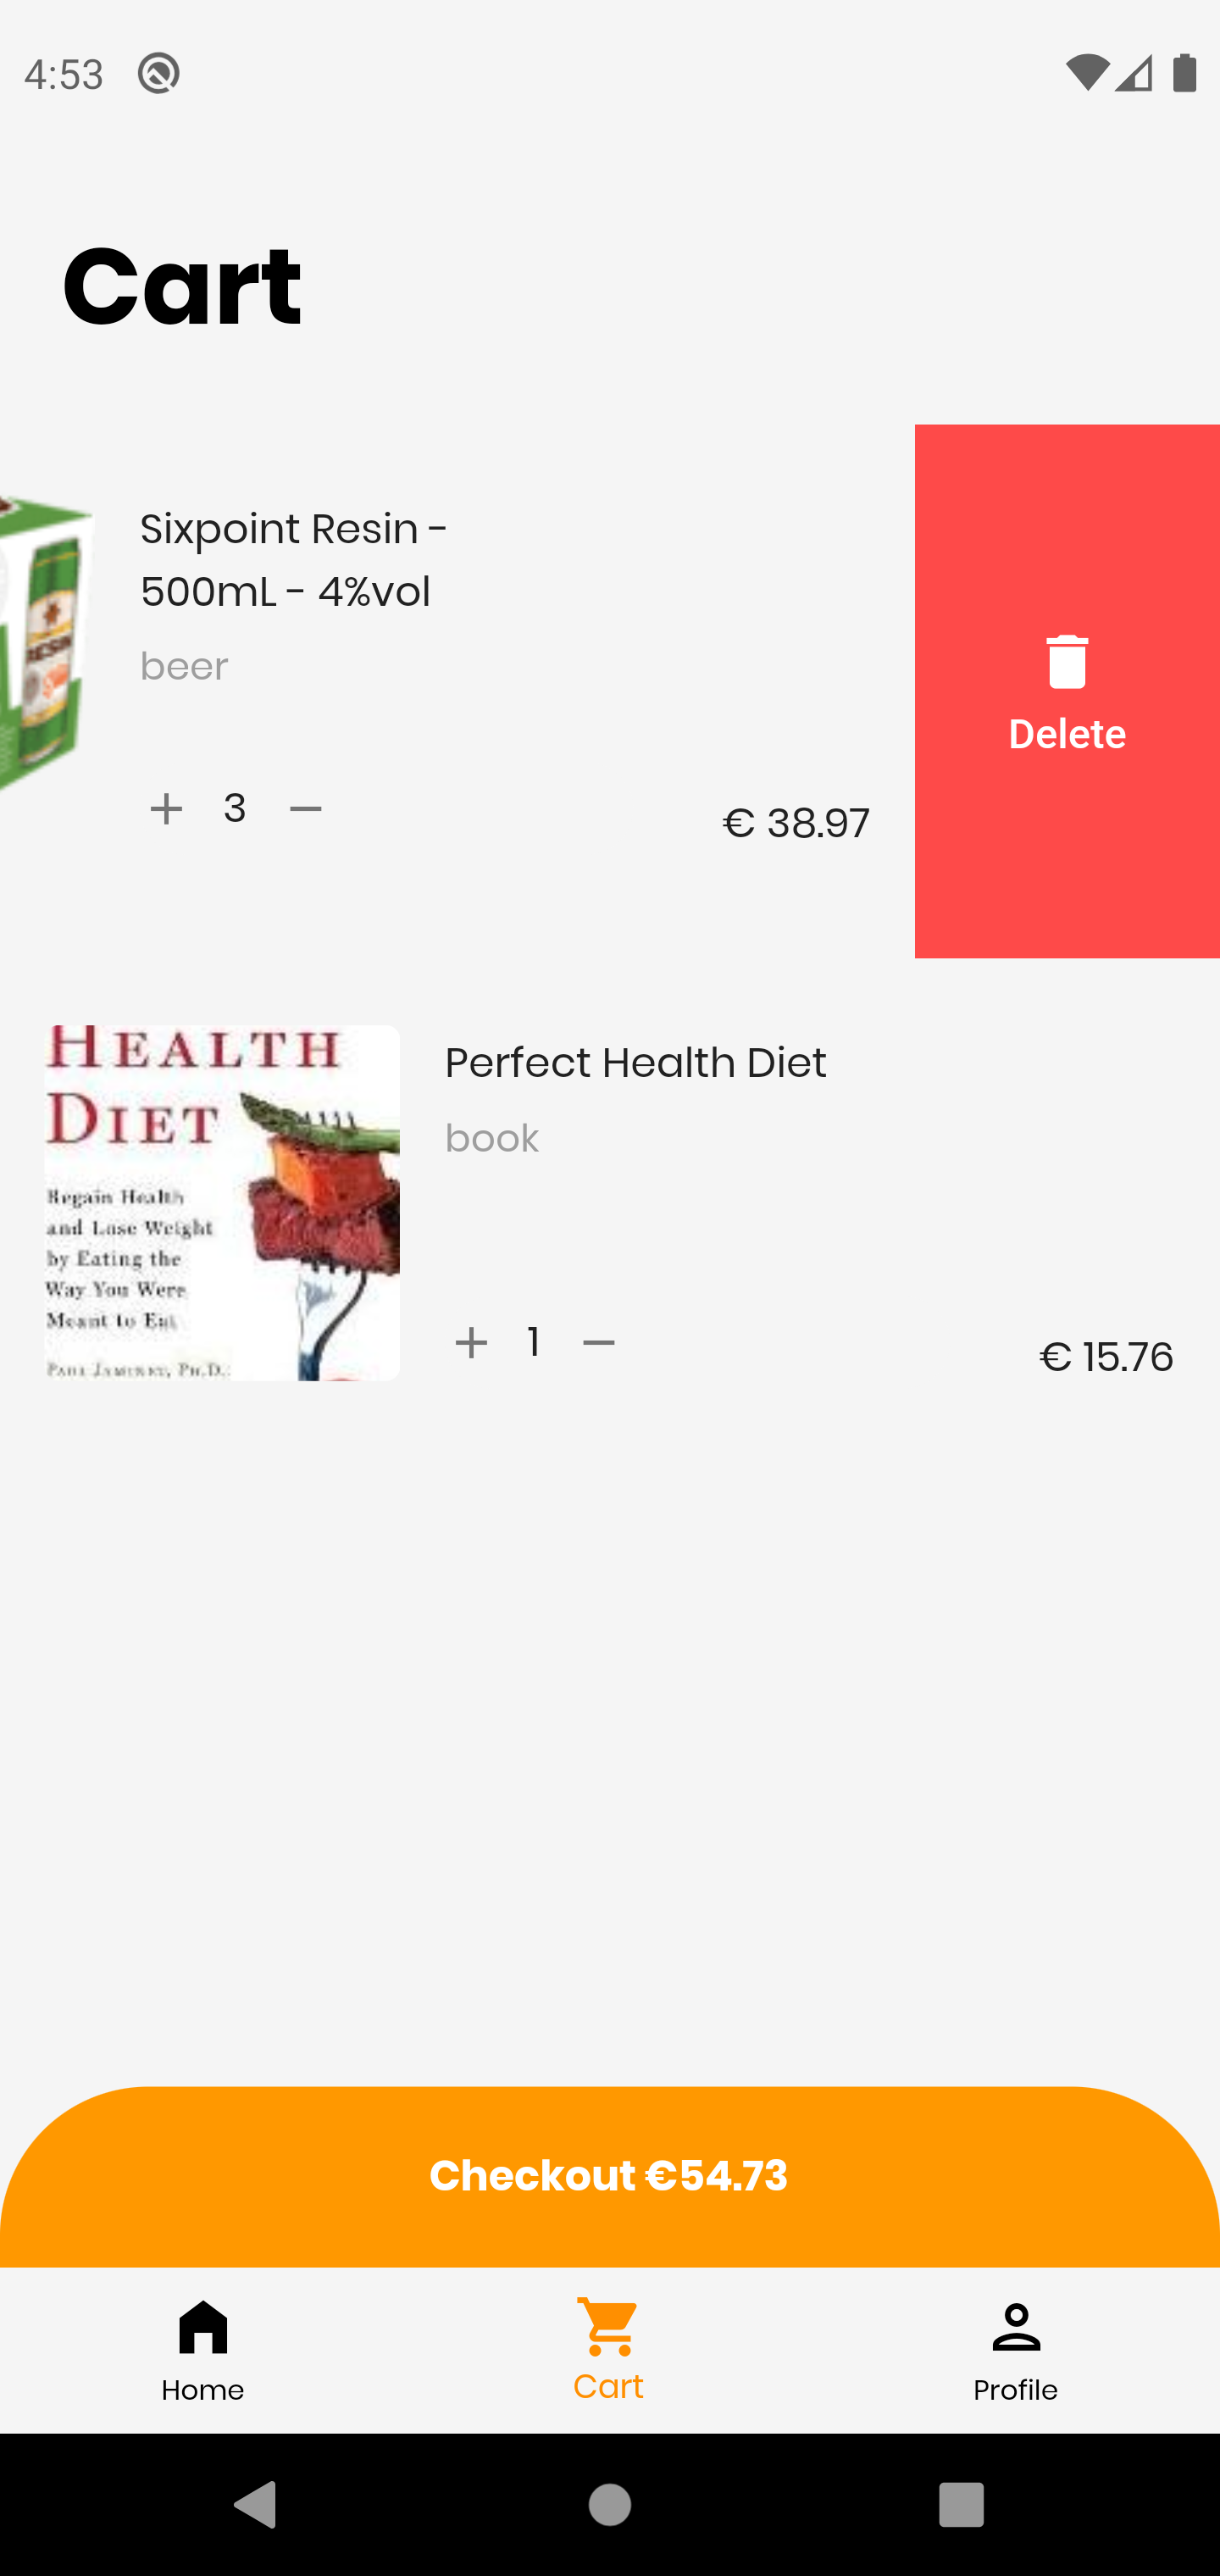 4:53
Cart
Sixpoint Resin -
500mL - 4%vol
beer
3
€ 38.97
Delete
RESIN
HEALTH
DIET
Regain Health
and Lose Weight
by Eating the
Way You Were
Meant to Eat
PAUL JAMINET, PH.D.
Perfect Health Diet
book
1
€ 15.76
Checkout €54.73
Home
Cart
Profile